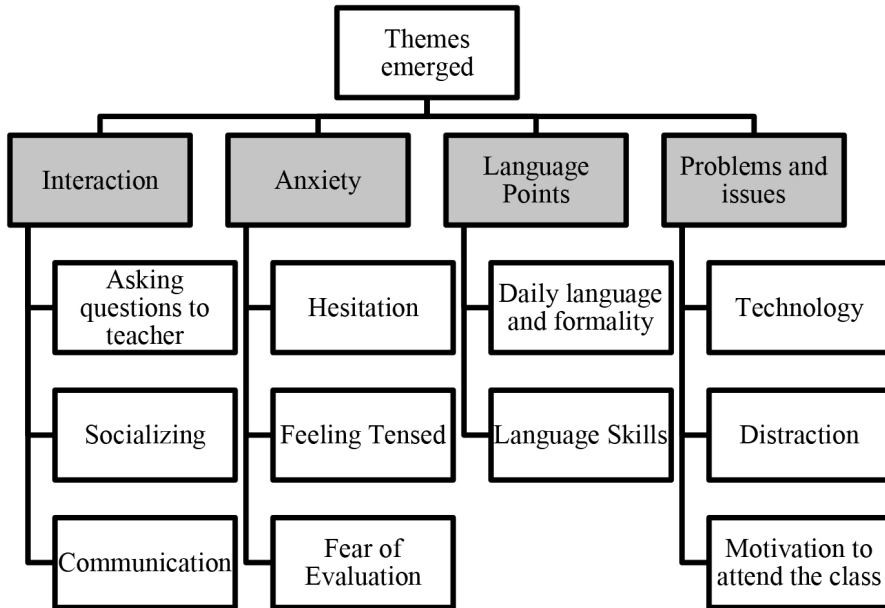 Themes
emerged
Interaction
Anxiety
Language
Points
Problems and
issues
Asking
questions to
teacher
Socializing
Communication
Hesitation
Feeling Tensed
Fear of
Evaluation
Daily language
and formality
Language Skills
Technology
Distraction
Motivation to
attend the class